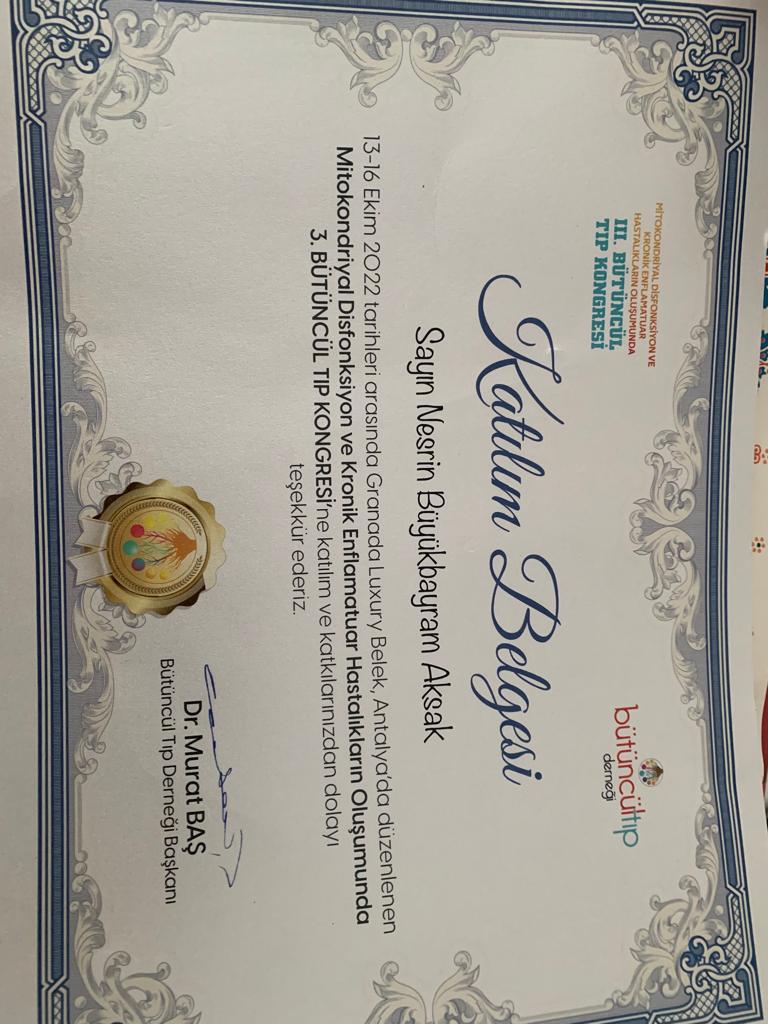 MİTOKONDRİYAL DİSFONKSİYON VE
KRONİK ENFLAMATUAR
HASTALIKLARIN OLUŞUMUNDA
III. BÜTÜNCÜL
TIP KONGRESİ
bütüncültıp
derneği
Katılım Belgesi
Sayın Nesrin Büyükbayram Aksak
13-16 Ekim 2022 tarihleri arasında Granada Luxury Belek, Antalya'da düzenlenen
Mitokondriyal Disfonksiyon ve Kronik Enflamatuar Hastalıkların Oluşumunda
3. BÜTÜNCÜL TIP KONGRESİ'ne katılım ve katkılarınızdan dolayı
teşekkür ederiz.
Dr. Murat BAŞ
Bütüncül Tıp Derneği Başkanı